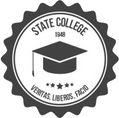 STATE COLLEGE
1948
VERITAS, LIBEROS, FACIO